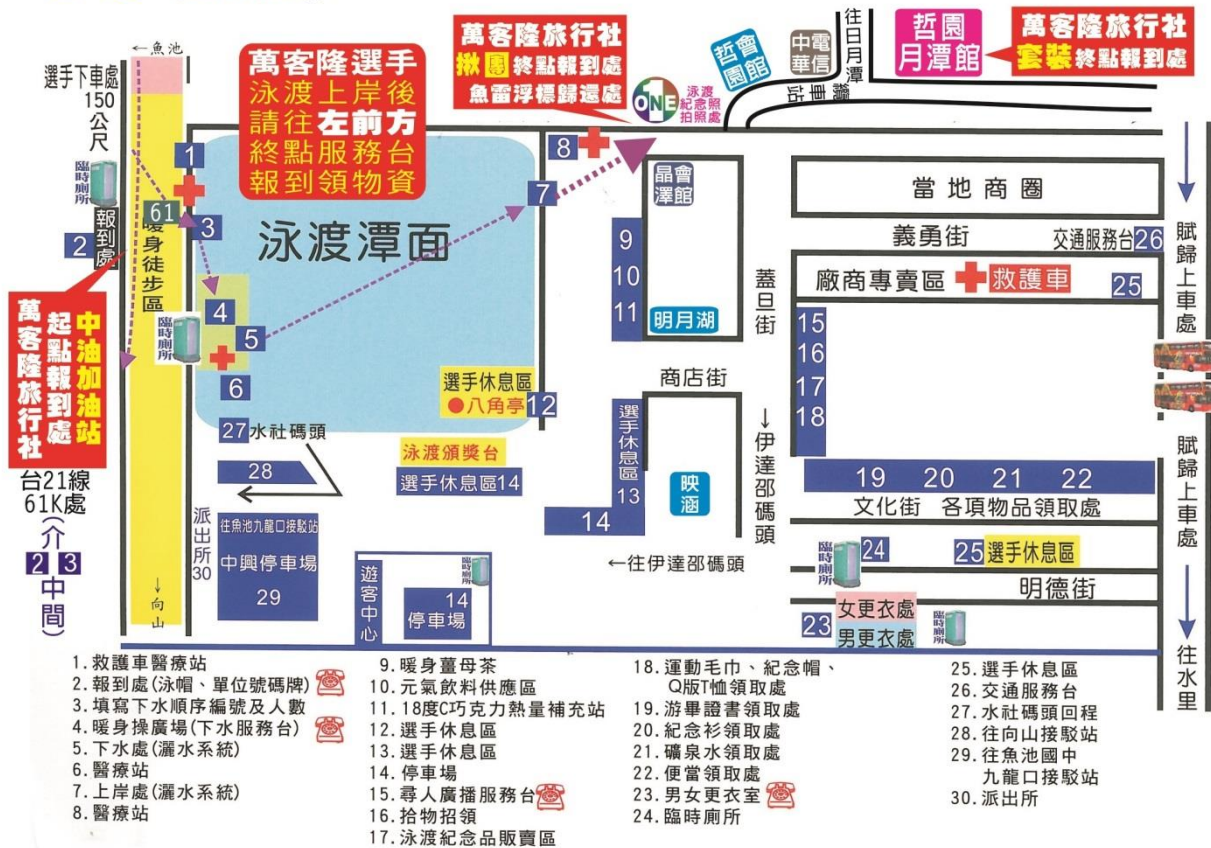 ←魚池
選手下車處
150
公尺
臨時廁所
2
報到處
61
暖身徒步區
中油加油站
起點報到處
萬客隆旅行社
台21線
61K處
(介
2 3
中間)
↓向山
萬客隆選手
泳渡上岸後
請往左前方
終點服務台
報到領物資
泳渡潭面
1
3
4
5
6
7
8
臨時廁所
選手休息區
●八角亭
12
27 水社碼頭
28
派出所30
往魚池九龍口接駁站
中興停車場
29
泳渡頒獎台
選手休息區14
遊客中心
臨時廁所
14
停車場
萬客隆旅行社
揪團終點報到處
魚雷浮標歸還處
ONE
泳渡
紀念照
拍照處
哲園會館
中華電信
往日月潭纜車站
哲園
月潭館
萬客隆旅行社
套裝終點報到處
晶澤會館
9
10
11
明月湖
蓋旦街
商店街
選手休息區13
14
映涵
↓伊達邵碼頭
←往伊達邵碼頭
當地商圈
義勇街
交通服務台26
廠商專賣區
救護車
25
15
16
17
18
19 20 21 22
文化街 各項物品領取處
臨時廁所
24
25 選手休息區
明德街
23
女更衣處
男更衣處
臨時廁所
賦歸上車處
賦歸上車處
往水里
1.救護車醫療站
2.報到處(泳帽、單位號碼牌)
3.填寫下水順序編號及人數
4.暖身操廣場(下水服務台)
5.下水處(灑水系統)
6.醫療站
7.上岸處(灑水系統)
8.醫療站
9.暖身薑母茶
10.元氣飲料供應區
11.18度C巧克力熱量補充站
12.選手休息區
13.選手休息區
14.停車場
15.尋人廣播服務台
16.拾物招領
17.泳渡紀念品販賣區
18.運動毛巾、紀念帽、
Q版T恤領取處
19.游畢證書領取處
20.紀念衫領取處
21.礦泉水領取處
22.便當領取處
23.男女更衣室
24.臨時廁所
25.選手休息區
26.交通服務台
27.水社碼頭回程
28.往向山接駁站
29.往魚池國中
九龍口接駁站
30.派出所